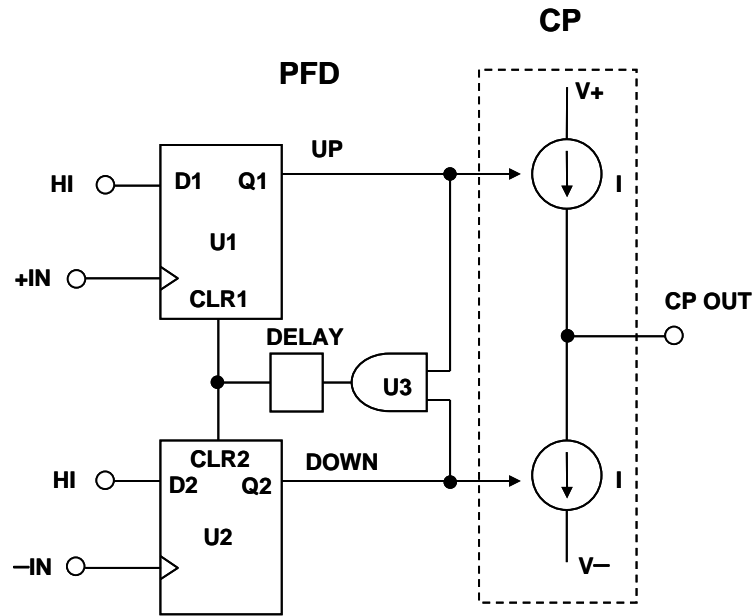 CP
PFD
V+
UP
HI
D1
Q1
I
U1
+IN
CLR1
CP OUT
DELAY
U3
CLR2
DOWN
HI
D2
Q2
I
U2
–IN
V–